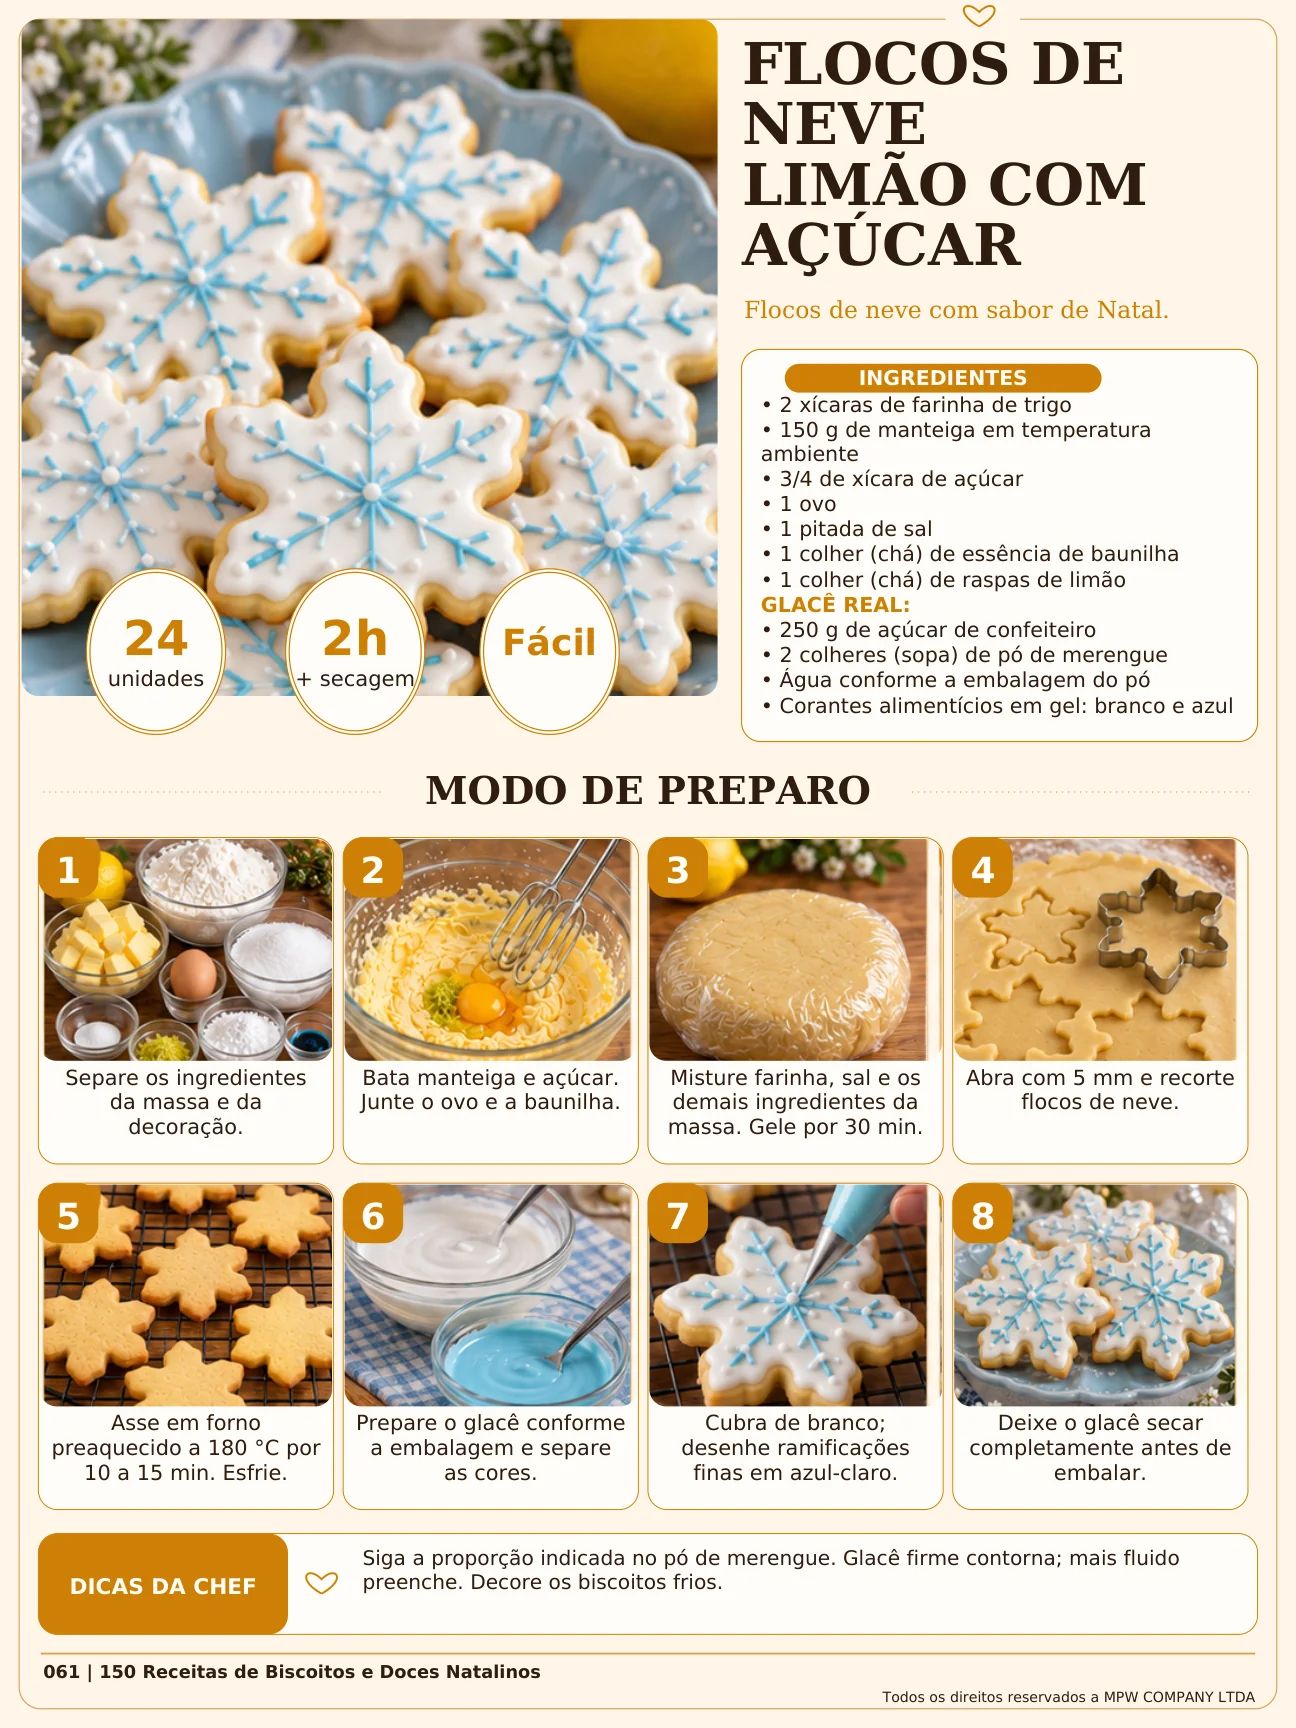 FLOCOS DE
NEVE
LIMÃO COM
AÇÚCAR
Flocos de neve com sabor de Natal.
INGREDIENTES
• 2 xícaras de farinha de trigo
• 150 g de manteiga em temperatura
ambiente
• 3/4 de xícara de açúcar
• 1 ovo
• 1 pitada de sal
• 1 colher (chá) de essência de baunilha
• 1 colher (chá) de raspas de limão
GLACÊ REAL:
• 250 g de açúcar de confeiteiro
• 2 colheres (sopa) de pó de merengue
• Água conforme a embalagem do pó
• Corantes alimentícios em gel: branco e azul
24
unidades
2h
+ secagem
Fácil
MODO DE PREPARO
1
Separe os ingredientes
da massa e da
decoração.
2
Bata manteiga e açúcar.
Junte o ovo e a baunilha.
3
Misture farinha, sal e os
demais ingredientes da
massa. Gele por 30 min.
4
Abra com 5 mm e recorte
flocos de neve.
5
Asse em forno
preaquecido a 180 °C por
10 a 15 min. Esfrie.
6
Prepare o glacê conforme
a embalagem e separe
as cores.
7
Cubra de branco;
desenhe ramificações
finas em azul-claro.
8
Deixe o glacê secar
completamente antes de
embalar.
DICAS DA CHEF
Siga a proporção indicada no pó de merengue. Glacê firme contorna; mais fluido
preenche. Decore os biscoitos frios.
061 | 150 Receitas de Biscoitos e Doces Natalinos
Todos os direitos reservados a MPW COMPANY LTDA